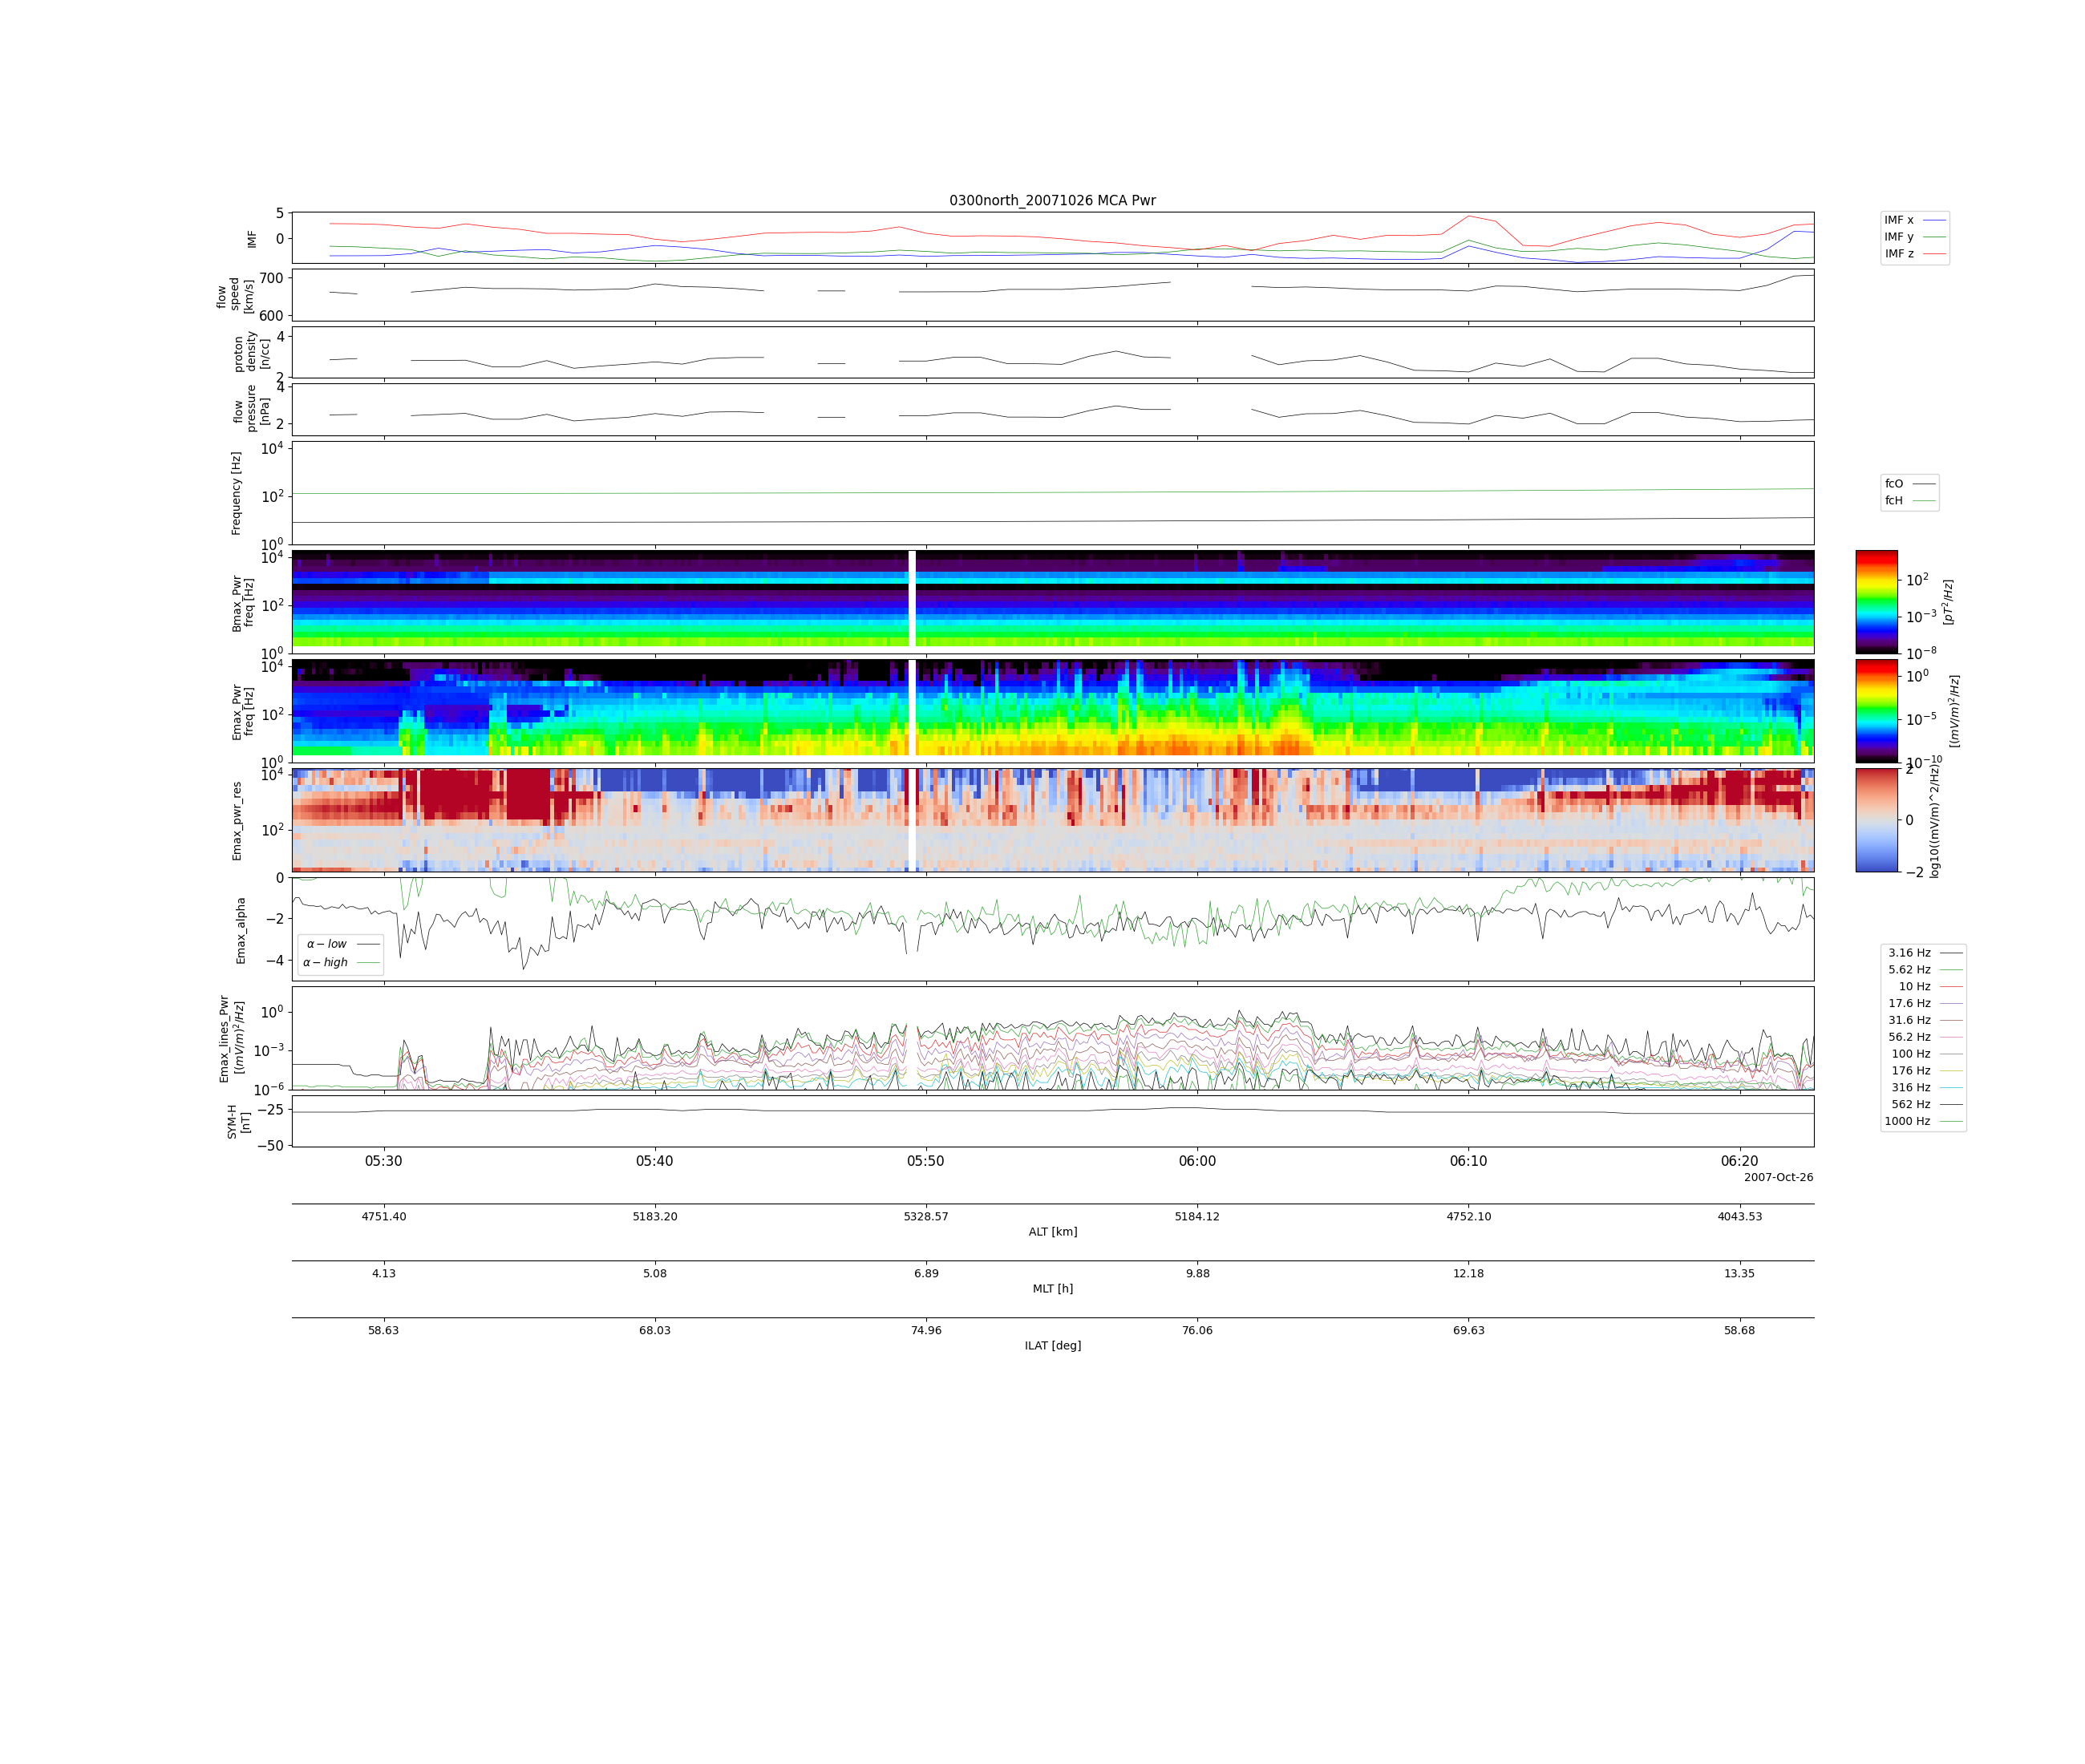 0300north_20071026 MCA Pwr
5
0
IMF
IMF x
IMF y
IMF z
700
600
flow
speed
[km/s]
4
2
proton
density
[n/cc]
4
2
flow
pressure
[nPa]
10^4
10^2
10^0
Frequency [Hz]
fcO
fcH
10^4
10^2
10^0
Bmax_Pwr
freq [Hz]
10^2
10^-3
10^-8
[pT^2/Hz]
10^4
10^2
10^0
Emax_Pwr
freq [Hz]
10^0
10^-5
10^-10
[(mV/m)^2/Hz]
10^4
10^2
Emax_pwr_res
2
0
−2
log10((mV/m)^2/Hz)
0
−2
−4
Emax_alpha
α − low
α − high
10^0
10^-3
10^-6
Emax_lines_Pwr
[(mV/m)^2/Hz]
3.16 Hz
5.62 Hz
10 Hz
17.6 Hz
31.6 Hz
56.2 Hz
100 Hz
176 Hz
316 Hz
562 Hz
1000 Hz
−25
−50
SYM-H
[nT]
05:30 05:40 05:50 06:00 06:10 06:20
2007-Oct-26
4751.40 5183.20 5328.57 5184.12 4752.10 4043.53
ALT [km]
4.13 5.08 6.89 9.88 12.18 13.35
MLT [h]
58.63 68.03 74.96 76.06 69.63 58.68
ILAT [deg]